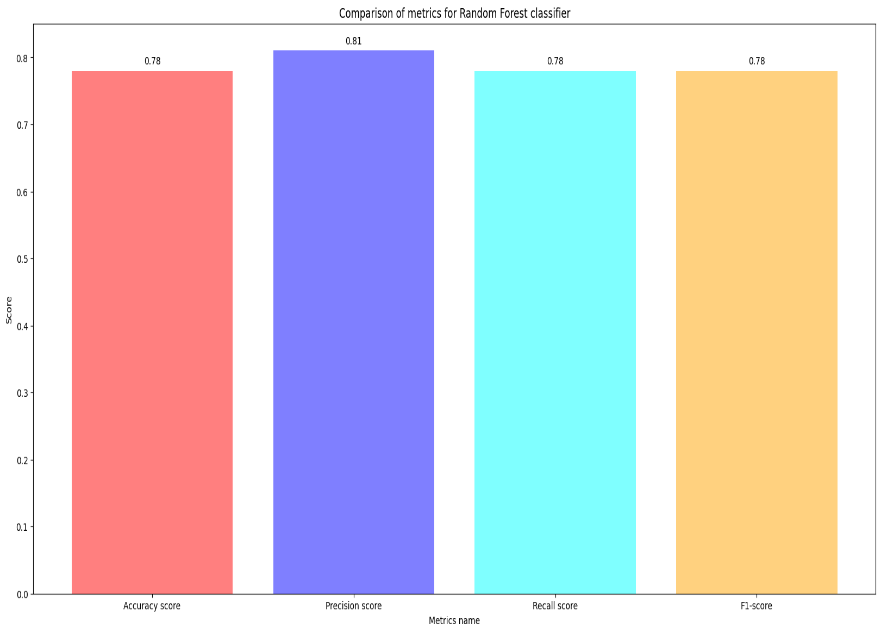 Comparison of metrics for Random Forest classifier
0.78
0.81
0.78
0.78
0.8
0.7
0.6
0.5
0.4
0.3
0.2
0.1
0.0
Score
Accuracy score
Precision score
Recall score
F1-score
Metrics name